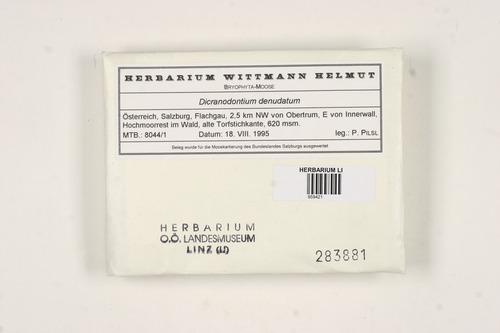 HERBARIUM WITTMANN HELMUT
BRYOPHYTA-MOOSE
Dicranodontium denudatum
Österreich, Salzburg, Flachgau, 2,5 km NW von Obertrum, E von Innerwall,
Hochmoorrest im Wald, alte Torfstichkante, 620 msm.
MTB.: 8044/1 Datum: 18. VIII. 1995 leg.: P. PILSL
Beleg wurde für die Mooskartierung des Bundeslandes Salzburgs ausgewertet
HERBARIUM LI
959421
HERBARIUM
O.Ö. LANDESMUSEUM
LINZ (LI)
283881